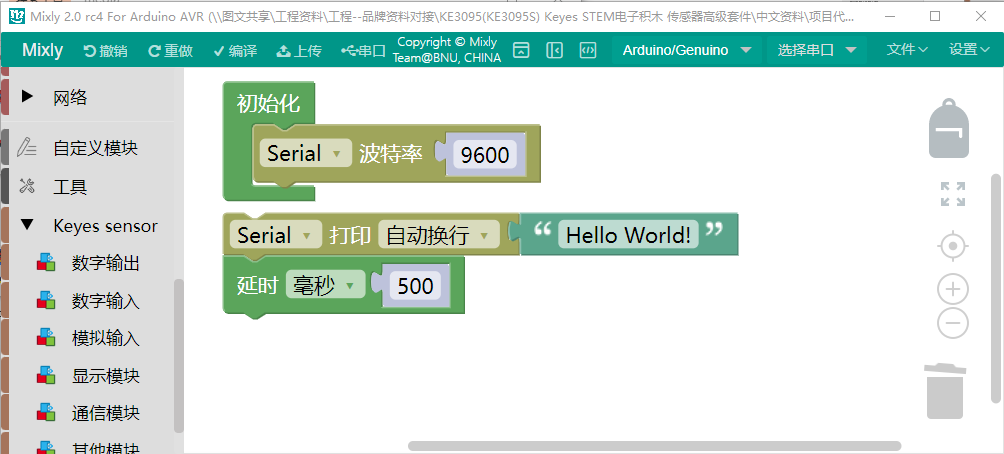 Mixly 2.0 rc4 For Arduino AVR (\\图文共享\工程资料\工程--品牌资料对接\KE3095(KE3095S) Keyes STEM电子积木 传感器高级套件\中文资料\项目代...
Mixly 撤销 重做 编译 上传 串口 Copyright © Mixly Team@BNU, CHINA Arduino/Genuino 选择串口 文件 设置
网络
自定义模块
工具
Keyes sensor
数字输出
数字输入
模拟输入
显示模块
通信模块
其他模块
初始化
Serial 波特率 9600
Serial 打印 自动换行 “ Hello World! ”
延时 毫秒 500